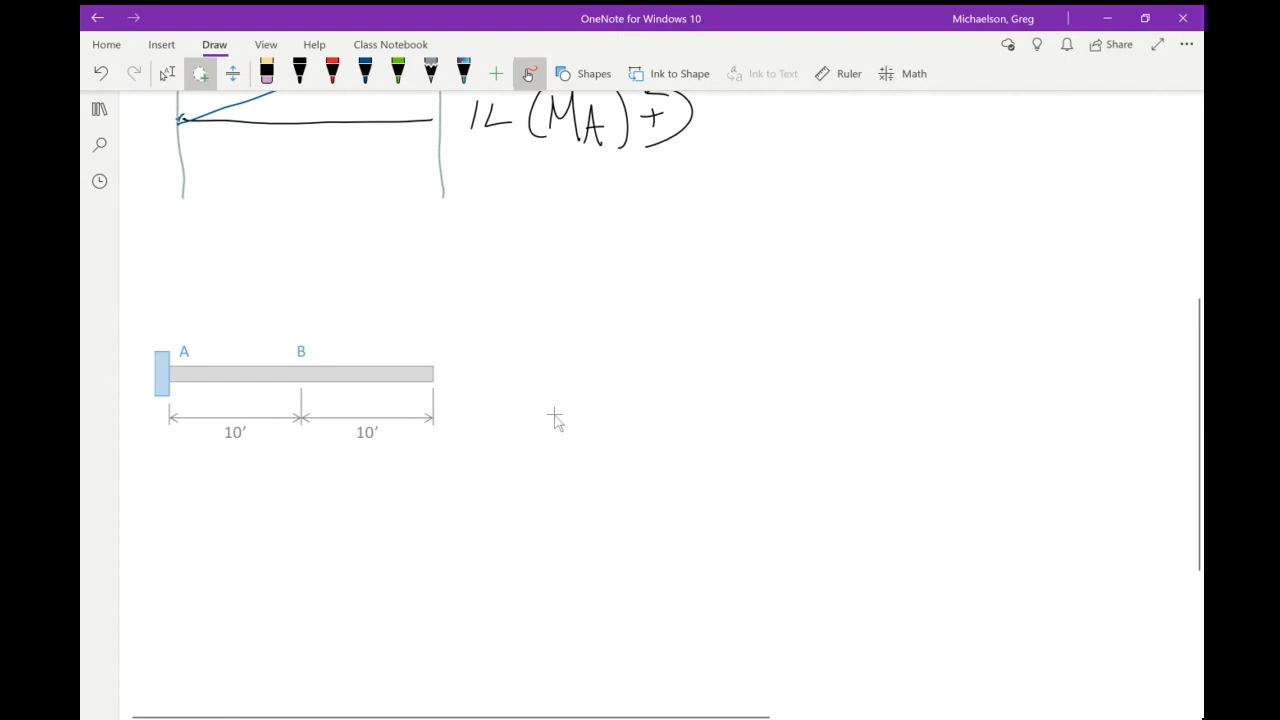 OneNote for Windows 10
Michaelson, Greg
Home Insert Draw View Help Class Notebook
Share
Shapes Ink to Shape Ink to Text Ruler Math
IL (MA) +
A B
10' 10'